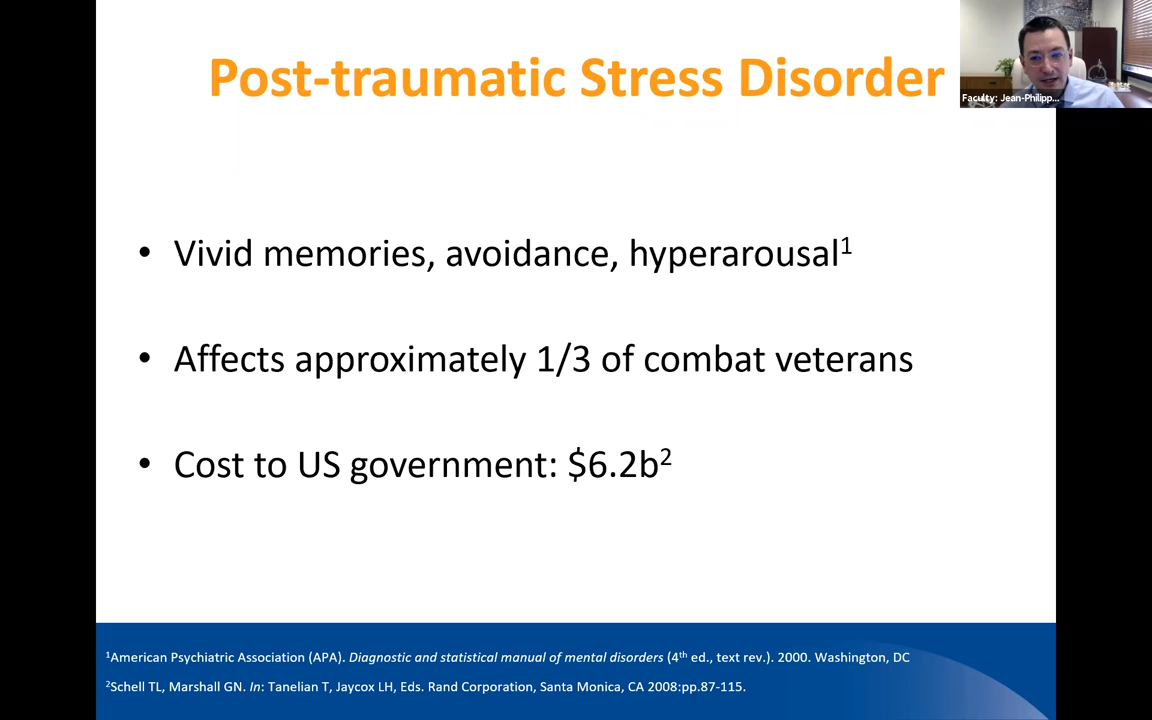 Post-traumatic Stress Disorder
Faculty: Jean-Philipp...
• Vivid memories, avoidance, hyperarousal¹
• Affects approximately 1/3 of combat veterans
• Cost to US government: $6.2b²
¹American Psychiatric Association (APA). Diagnostic and statistical manual of mental disorders (4th ed., text rev.). 2000. Washington, DC
²Schell TL, Marshall GN. In: Tanelian T, Jaycox LH, Eds. Rand Corporation, Santa Monica, CA 2008:pp.87-115.